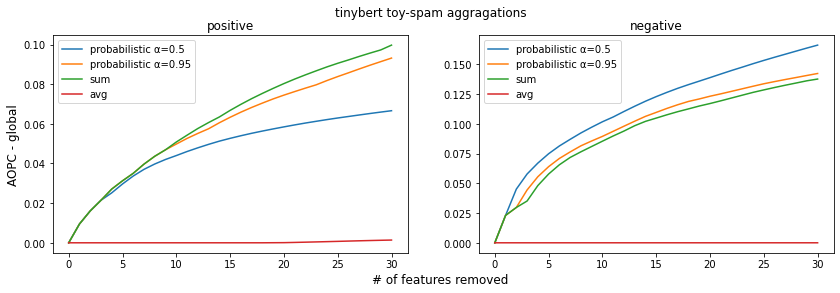 tinybert toy-spam aggragations
positive
negative
AOPC - global
0.10
0.08
0.06
0.04
0.02
0.00
probabilistic α=0.5
probabilistic α=0.95
sum
avg
0 5 10 15 20 25 30
0.150
0.125
0.100
0.075
0.050
0.025
0.000
probabilistic α=0.5
probabilistic α=0.95
sum
avg
0 5 10 15 20 25 30
# of features removed